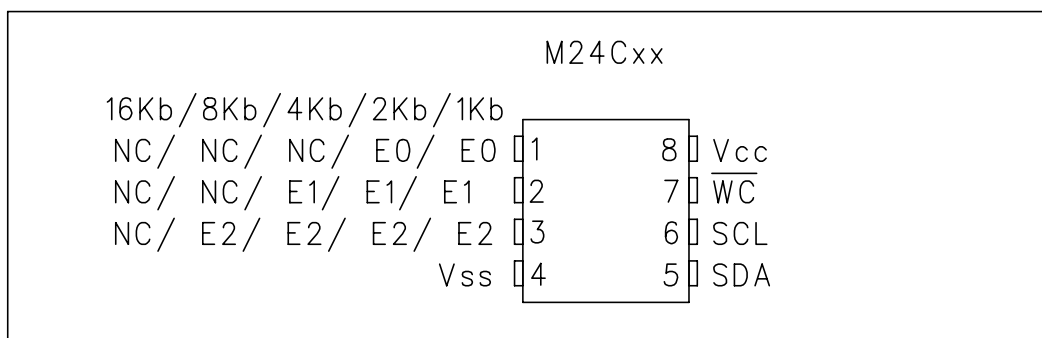 M24Cxx
16Kb/8Kb/4Kb/2Kb/1Kb
NC/ NC/ NC/ E0/ E0 1 8 Vcc
NC/ NC/ E1/ E1/ E1 2 7 W̅C̅
NC/ E2/ E2/ E2/ E2 3 6 SCL
Vss 4 5 SDA